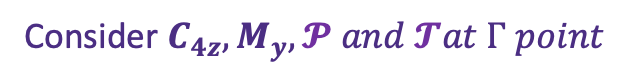 Consider C₄z, My, 𝒫 and 𝒯 at Γ point